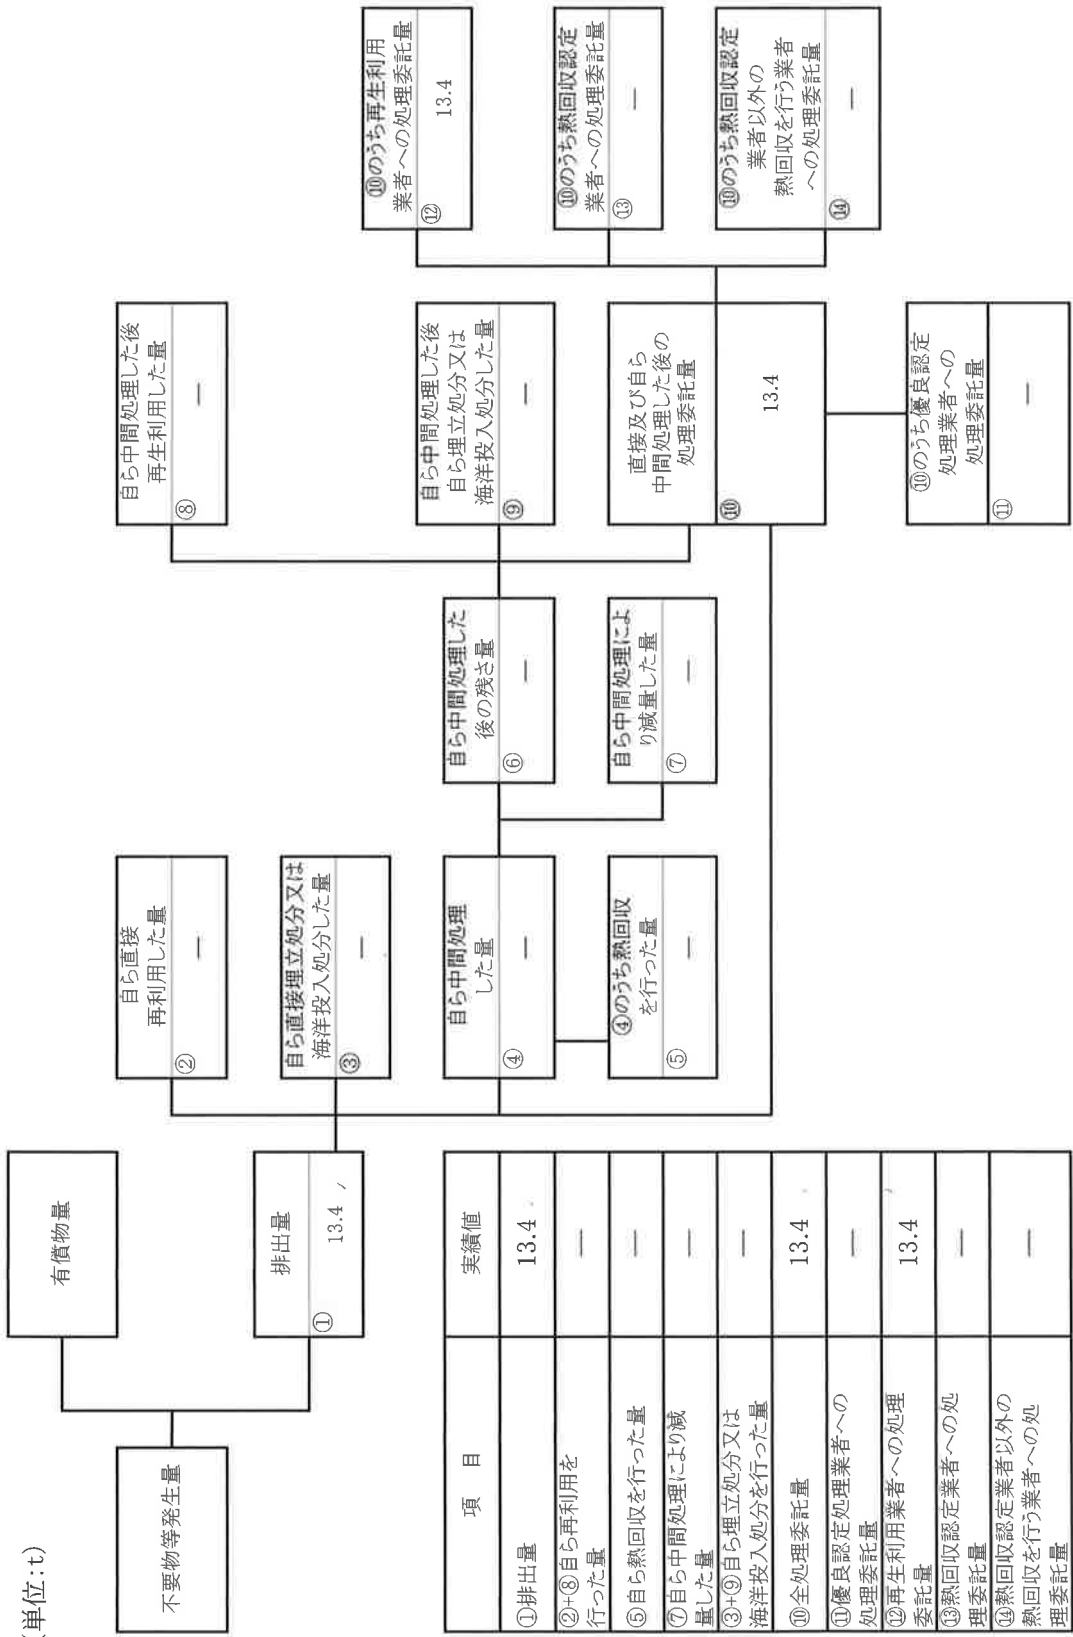 (単位:t)
不要物等発生量
有償物量
排出量
①
13.4
自ら直接
再利用した量
②
―
自ら直接埋立処分又は
海洋投入処分した量
③
―
自ら中間処理
した量
④
―
④のうち熱回収
を行った量
⑤
―
自ら中間処理した
後の残さ量
⑥
―
自ら中間処理によ
り減量した量
⑦
―
自ら中間処理した後
再生利用した量
⑧
―
自ら中間処理した後
自ら埋立処分又は
海洋投入処分した量
⑨
―
直接及び自ら
中間処理した後の
処理委託量
⑩
13.4
⑩のうち優良認定
処理業者への
処理委託量
⑪
―
⑩のうち再生利用
業者への処理委託量
⑫
13.4
⑩のうち熱回収認定
業者への処理委託量
⑬
―
⑩のうち熱回収認定
業者以外の
熱回収を行う業者
への処理委託量
⑭
―
項 目 実績値
①排出量 13.4
②+⑧自ら再利用を
行った量 ―
⑤自ら熱回収を行った量 ―
⑦自ら中間処理により減
量した量 ―
③+⑨自ら埋立処分又は
海洋投入処分を行った量 ―
⑩全処理委託量 13.4
⑪優良認定処理業者への
処理委託量 ―
⑫再生利用業者への処理
委託量 13.4
⑬熱回収認定業者への処
理委託量 ―
⑭熱回収認定業者以外の
熱回収を行う業者への処
理委託量 ―